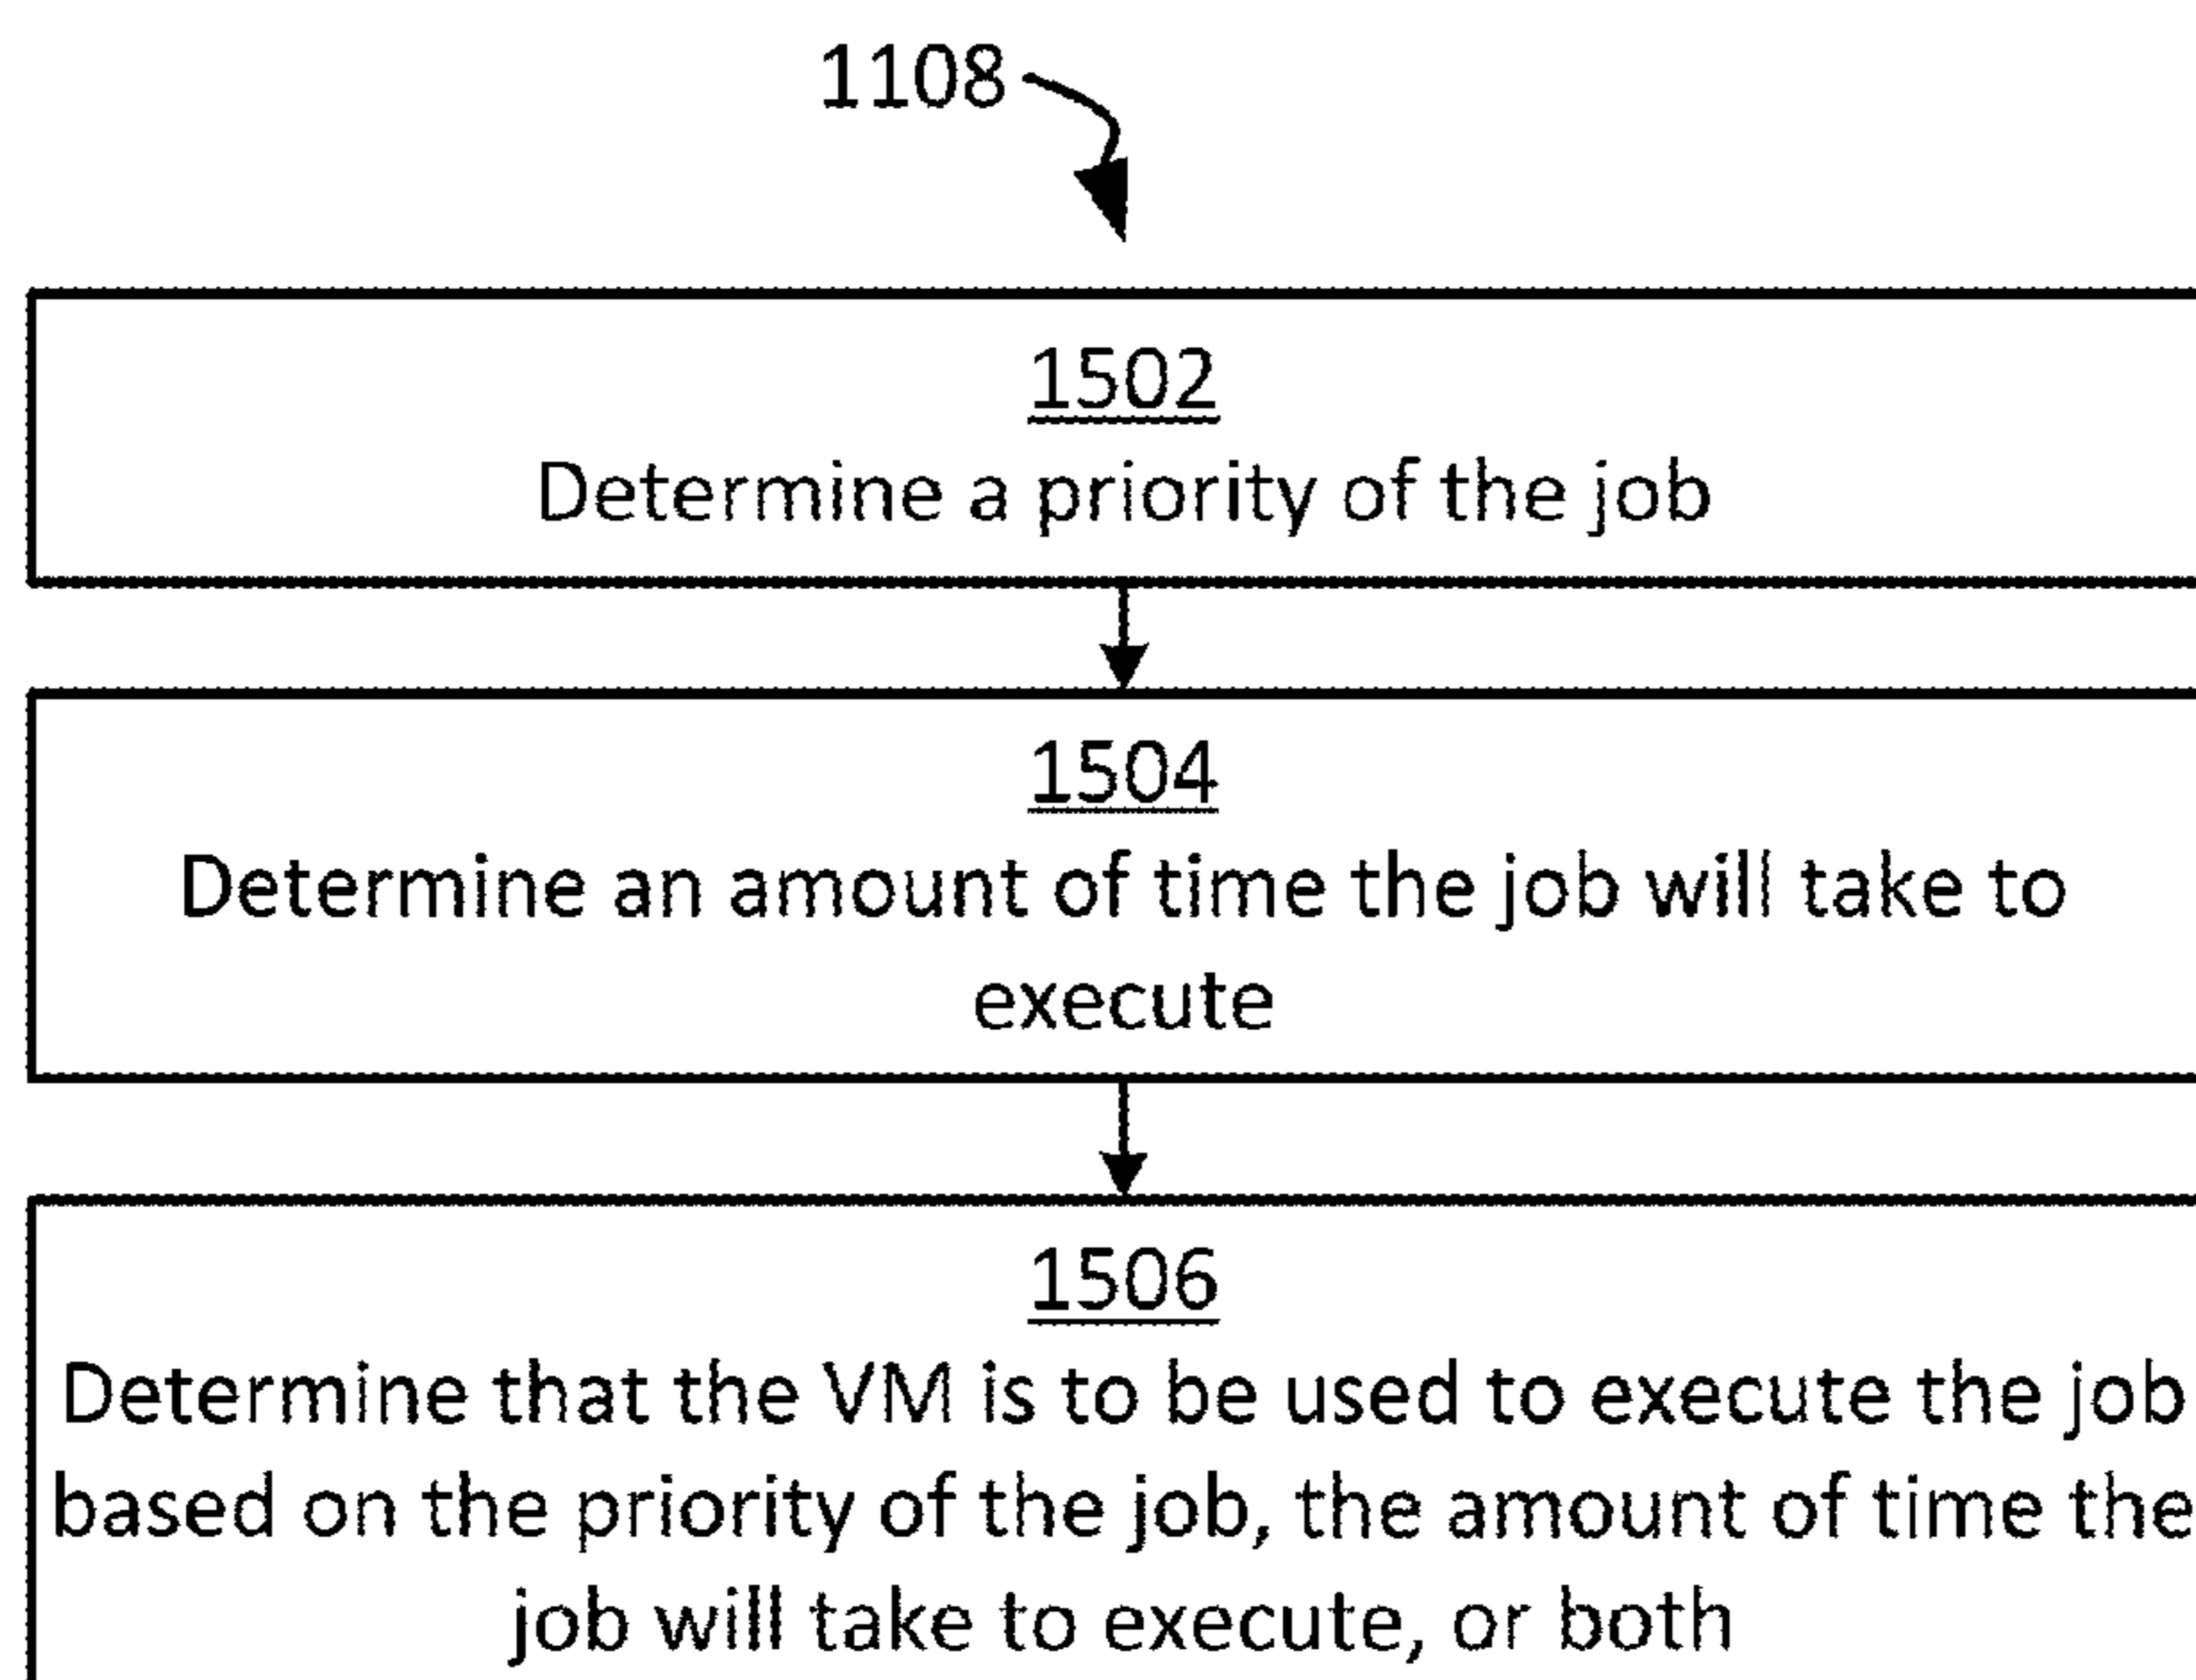 1108
1502
Determine a priority of the job
1504
Determine an amount of time the job will take to
execute
1506
Determine that the VM is to be used to execute the job
based on the priority of the job, the amount of time the
job will take to execute, or both